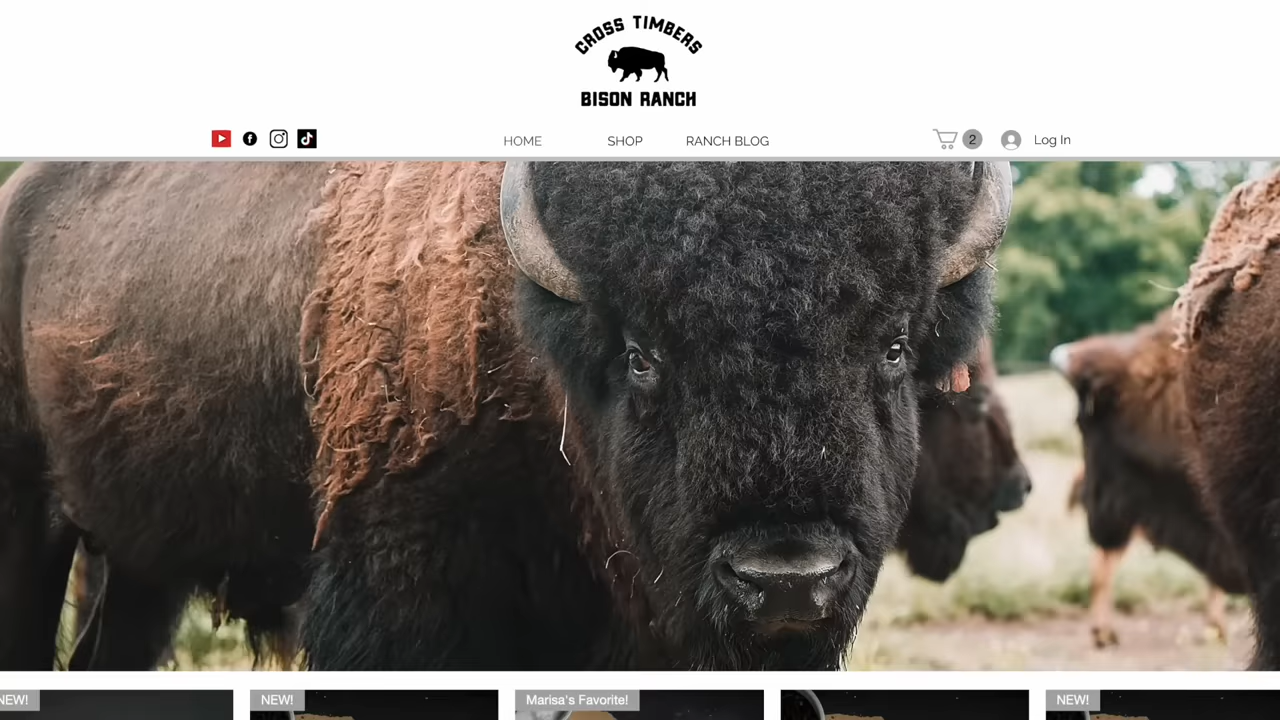 CROSS TIMBERS
BISON RANCH
HOME SHOP RANCH BLOG 2 Log In
NEW! NEW! Marisa's Favorite! NEW!